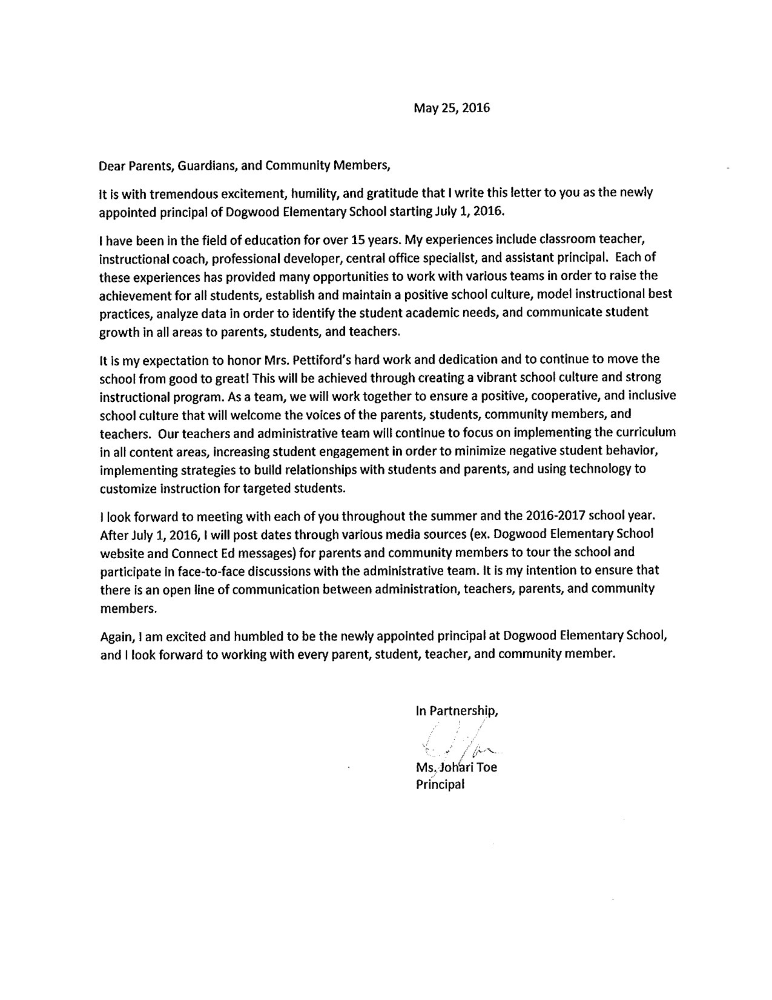 May 25, 2016
Dear Parents, Guardians, and Community Members,
It is with tremendous excitement, humility, and gratitude that I write this letter to you as the newly
appointed principal of Dogwood Elementary School starting July 1, 2016.
I have been in the field of education for over 15 years. My experiences include classroom teacher,
instructional coach, professional developer, central office specialist, and assistant principal.  Each of
these experiences has provided many opportunities to work with various teams in order to raise the
achievement for all students, establish and maintain a positive school culture, model instructional best
practices, analyze data in order to identify the student academic needs, and communicate student
growth in all areas to parents, students, and teachers.
It is my expectation to honor Mrs. Pettiford's hard work and dedication and to continue to move the
school from good to great! This will be achieved through creating a vibrant school culture and strong
instructional program. As a team, we will work together to ensure a positive, cooperative, and inclusive
school culture that will welcome the voices of the parents, students, community members, and
teachers.  Our teachers and administrative team will continue to focus on implementing the curriculum
in all content areas, increasing student engagement in order to minimize negative student behavior,
implementing strategies to build relationships with students and parents, and using technology to
customize instruction for targeted students.
I look forward to meeting with each of you throughout the summer and the 2016-2017 school year.
After July 1, 2016, I will post dates through various media sources (ex. Dogwood Elementary School
website and Connect Ed messages) for parents and community members to tour the school and
participate in face-to-face discussions with the administrative team. It is my intention to ensure that
there is an open line of communication between administration, teachers, parents, and community
members.
Again, I am excited and humbled to be the newly appointed principal at Dogwood Elementary School,
and I look forward to working with every parent, student, teacher, and community member.
In Partnership,
Ms. Johari Toe
Principal